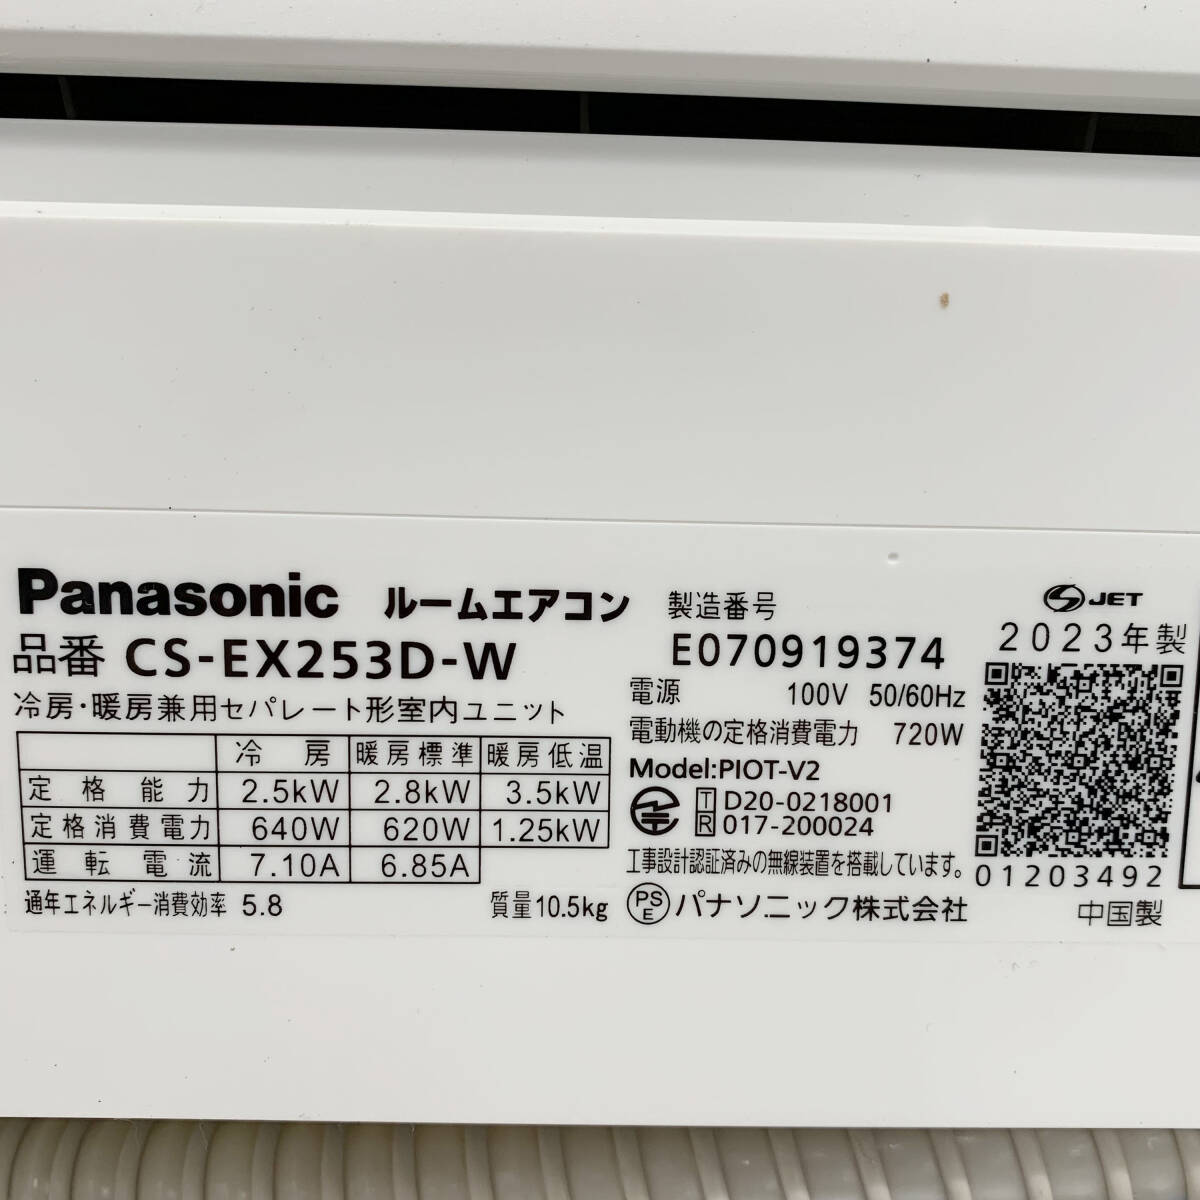 Panasonic ルームエアコン
品番 CS-EX253D-W
冷房・暖房兼用セパレート形室内ユニット
冷房 暖房標準 暖房低温
定格能力 2.5kW 2.8kW 3.5kW
定格消費電力 640W 620W 1.25kW
運転電流 7.10A 6.85A
通年エネルギー消費効率 5.8 質量10.5kg
製造番号
E070919374
電源 100V 50/60Hz
電動機の定格消費電力 720W
Model:PIOT-V2
T D20-0218001
R 017-200024
工事設計認証済みの無線装置を搭載しています。
PSE パナソニック株式会社
JET
2023年製
01203492
中国製